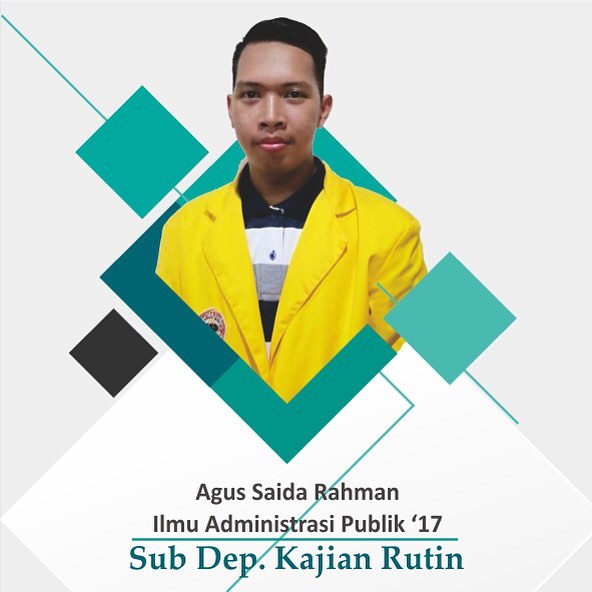 Agus Saida Rahman
Ilmu Administrasi Publik ‘17
Sub Dep. Kajian Rutin